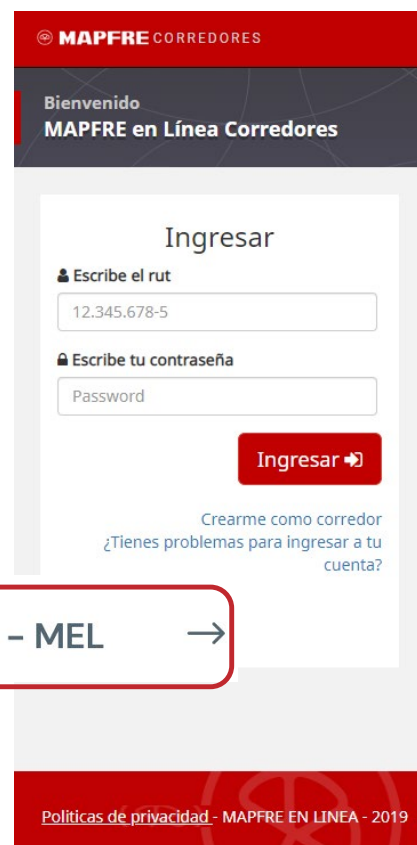 MAPFRE CORREDORES
Bienvenido
MAPFRE en Línea Corredores
Ingresar
Escribe el rut
12.345.678-5
Escribe tu contraseña
Password
Ingresar
Crearme como corredor
¿Tienes problemas para ingresar a tu
cuenta?
– MEL →
Politicas de privacidad - MAPFRE EN LINEA - 2019